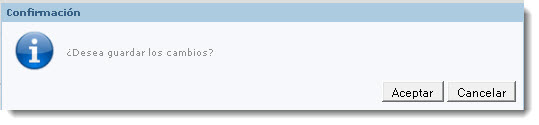 Confirmación
¿Desea guardar los cambios?
Aceptar Cancelar